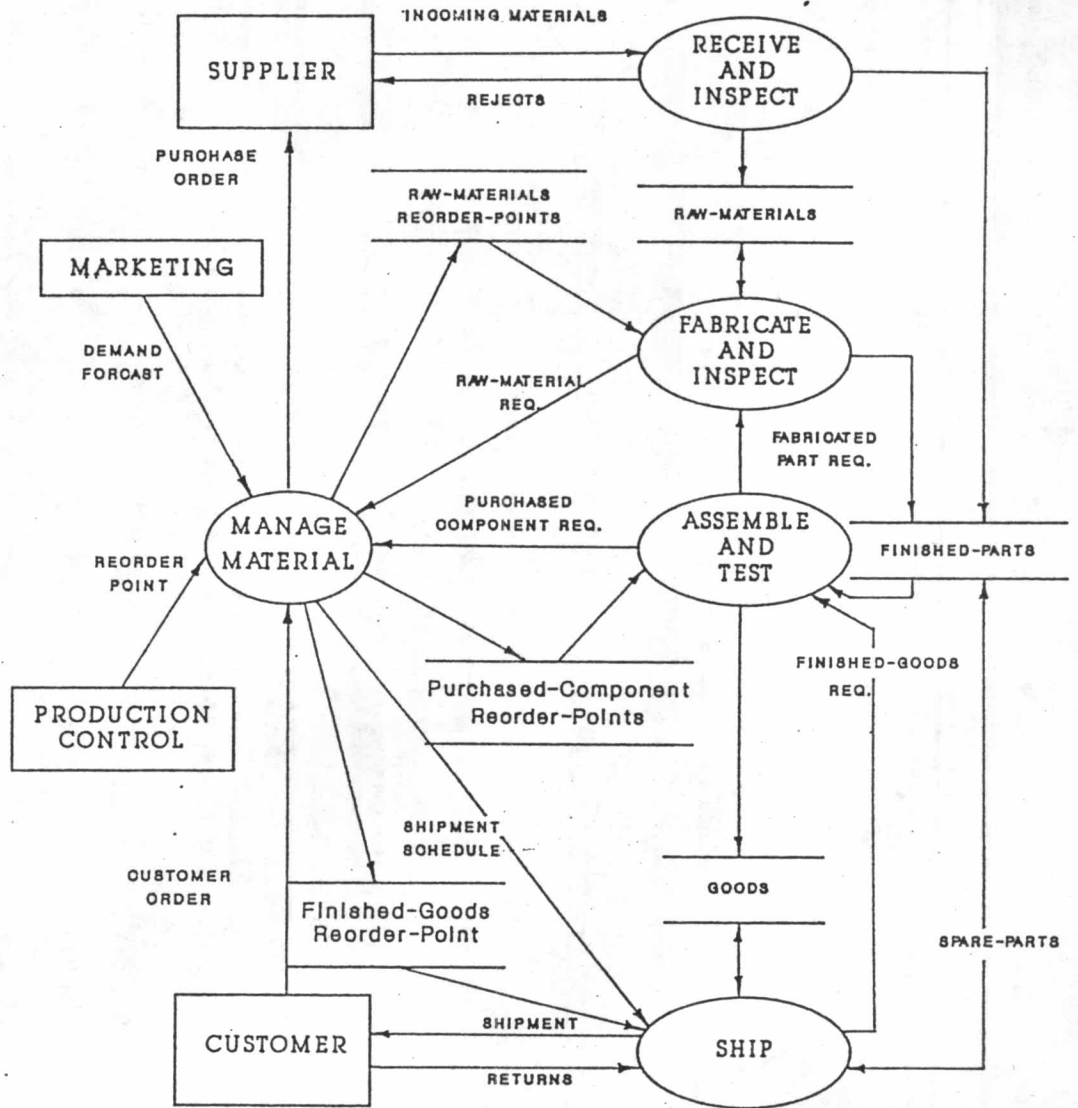 INCOMING MATERIALS
SUPPLIER
RECEIVE
AND
INSPECT
REJECTS
PURCHASE
ORDER
RAW-MATERIALS
REORDER-POINTS
RAW-MATERIALS
MARKETING
DEMAND
FORCAST
RAW-MATERIAL
REQ.
FABRICATE
AND
INSPECT
FABRICATED
PART REQ.
PURCHASED
COMPONENT REQ.
MANAGE
MATERIAL
ASSEMBLE
AND
TEST
FINISHED-PARTS
REORDER
POINT
FINISHED-GOODS
REQ.
Purchased-Component
Reorder-Points
PRODUCTION
CONTROL
SHIPMENT
SCHEDULE
CUSTOMER
ORDER
GOODS
Finished-Goods
Reorder-Point
SPARE-PARTS
SHIPMENT
CUSTOMER
SHIP
RETURNS